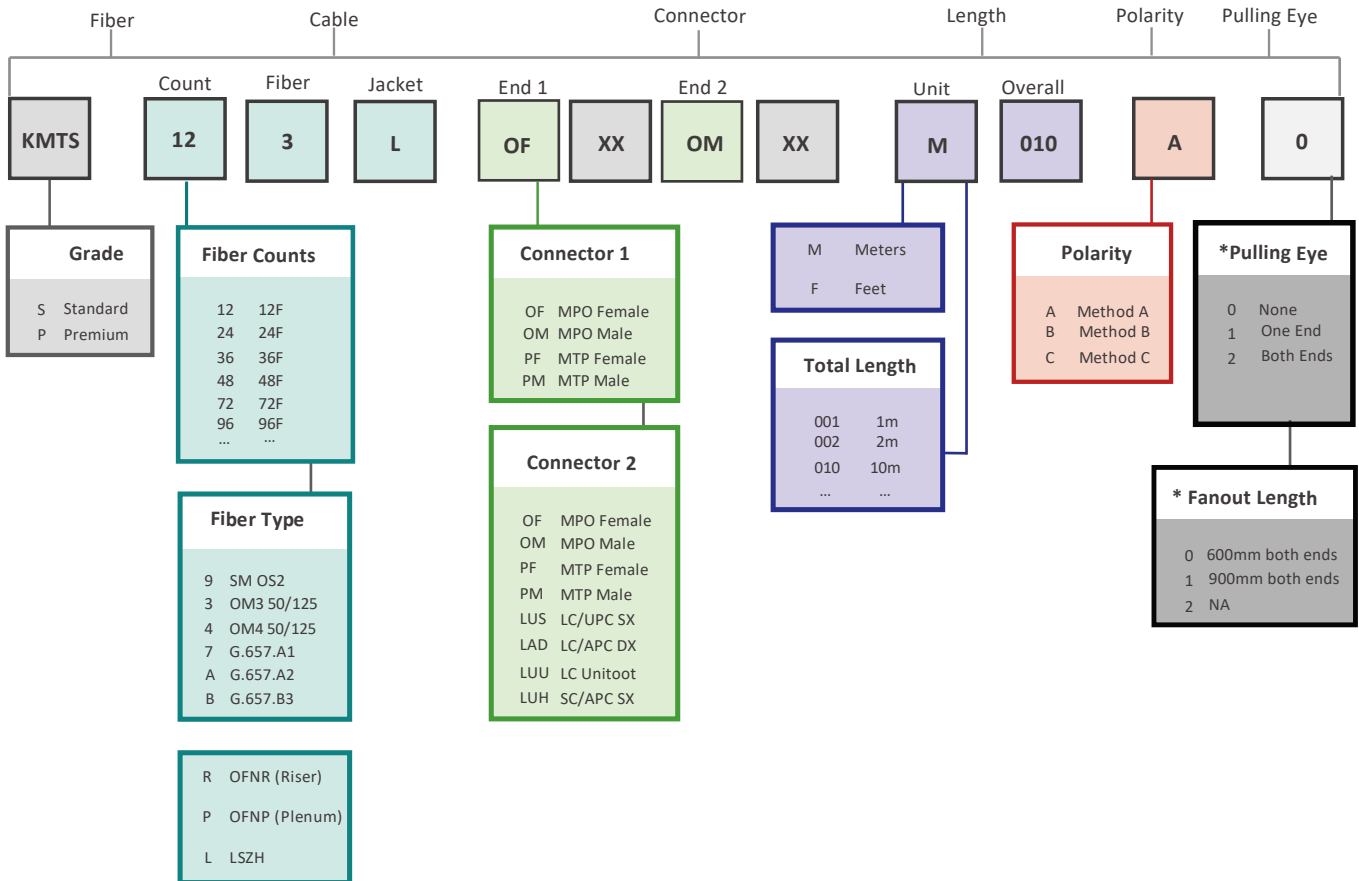 Fiber Cable Connector Length Polarity Pulling Eye
Count Fiber Jacket End 1 End 2 Unit Overall
KMTS 12 3 L OF XX OM XX M 010 A 0
Grade
S Standard
P Premium
Fiber Counts
12 12F
24 24F
36 36F
48 48F
72 72F
96 96F
... ...
Fiber Type
9 SM OS2
3 OM3 50/125
4 OM4 50/125
7 G.657.A1
A G.657.A2
B G.657.B3
R OFNR (Riser)
P OFNP (Plenum)
L LSZH
Connector 1
OF MPO Female
OM MPO Male
PF MTP Female
PM MTP Male
Connector 2
OF MPO Female
OM MPO Male
PF MTP Female
PM MTP Male
LUS LC/UPC SX
LAD LC/APC DX
LUU LC Unitoot
LUH SC/APC SX
M Meters
F Feet
Total Length
001 1m
002 2m
010 10m
... ...
Polarity
A Method A
B Method B
C Method C
*Pulling Eye
0 None
1 One End
2 Both Ends
* Fanout Length
0 600mm both ends
1 900mm both ends
2 NA